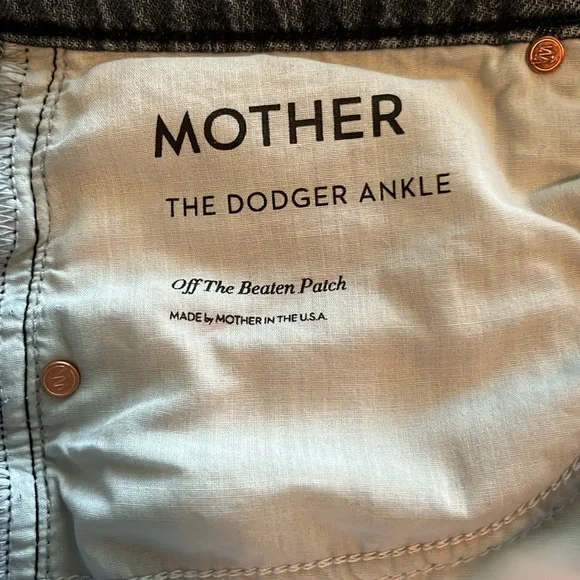 MOTHER
THE DODGER ANKLE
Off The Beaten Patch
MADE by MOTHER IN THE U.S.A.